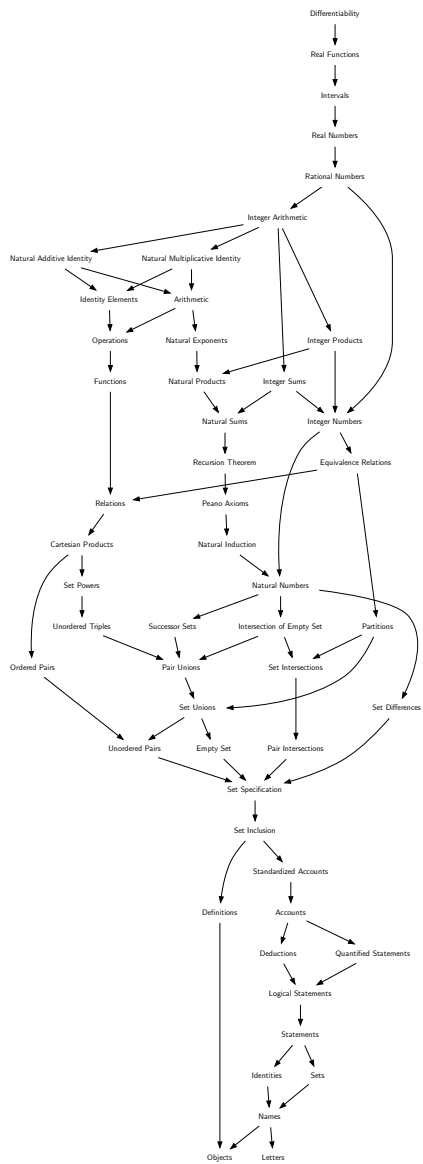 Differentiability
Real Functions
Intervals
Real Numbers
Rational Numbers
Integer Arithmetic
Natural Additive Identity
Natural Multiplicative Identity
Identity Elements
Arithmetic
Operations
Natural Exponents
Integer Products
Functions
Natural Products
Integer Sums
Natural Sums
Integer Numbers
Recursion Theorem
Equivalence Relations
Relations
Peano Axioms
Cartesian Products
Natural Induction
Set Powers
Natural Numbers
Unordered Triples
Successor Sets
Intersection of Empty Set
Partitions
Ordered Pairs
Pair Unions
Set Intersections
Set Unions
Set Differences
Unordered Pairs
Empty Set
Pair Intersections
Set Specification
Set Inclusion
Standardized Accounts
Definitions
Accounts
Deductions
Quantified Statements
Logical Statements
Statements
Identities
Sets
Names
Objects
Letters